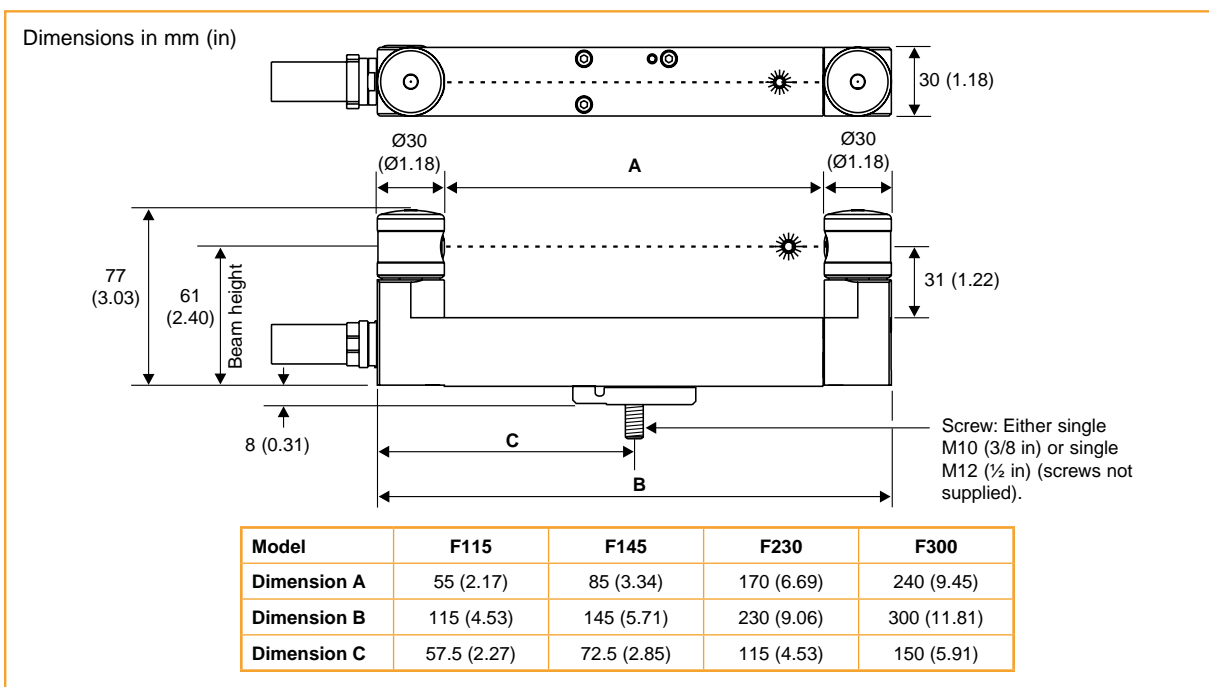 Dimensions in mm (in)
30 (1.18)
Ø30
(Ø1.18)
A
Ø30
(Ø1.18)
77
(3.03)
61
(2.40)
Beam height
31 (1.22)
8 (0.31)
C
B
Screw: Either single
M10 (3/8 in) or single
M12 (½ in) (screws not
supplied).
Model F115 F145 F230 F300
Dimension A 55 (2.17) 85 (3.34) 170 (6.69) 240 (9.45)
Dimension B 115 (4.53) 145 (5.71) 230 (9.06) 300 (11.81)
Dimension C 57.5 (2.27) 72.5 (2.85) 115 (4.53) 150 (5.91)